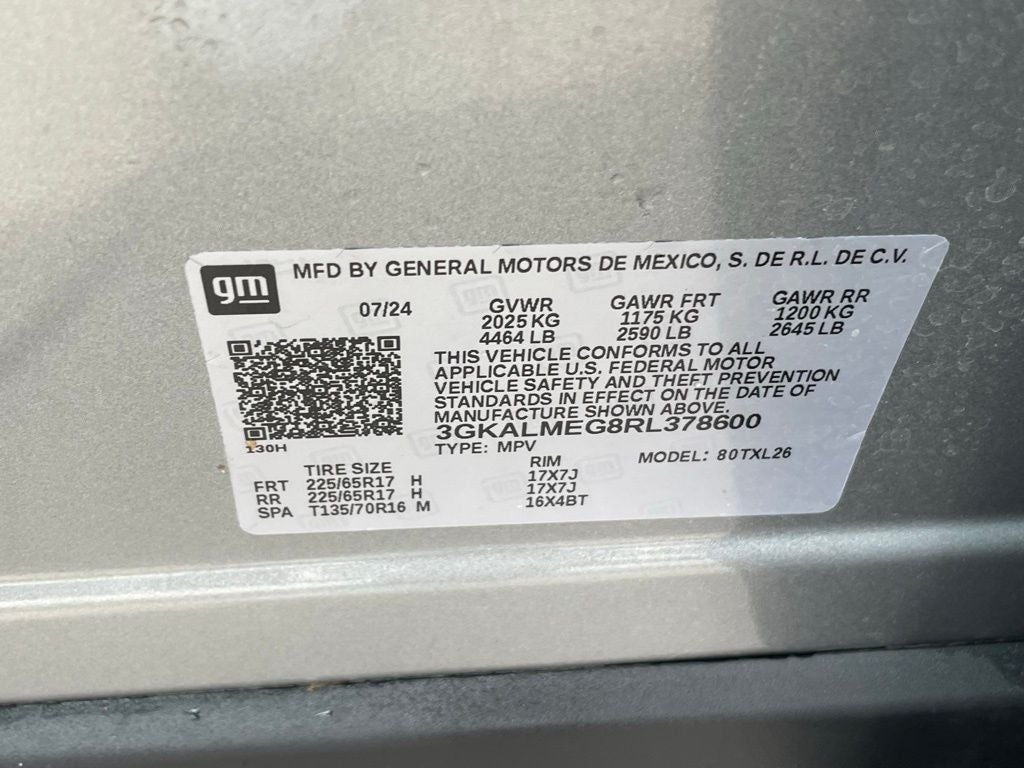 gm MFD BY GENERAL MOTORS DE MEXICO, S. DE R.L. DE C.V.
07/24 GVWR GAWR FRT GAWR RR
2025 KG 1175 KG 1200 KG
4464 LB 2590 LB 2645 LB
THIS VEHICLE CONFORMS TO ALL
APPLICABLE U.S. FEDERAL MOTOR
VEHICLE SAFETY AND THEFT PREVENTION
STANDARDS IN EFFECT ON THE DATE OF
MANUFACTURE SHOWN ABOVE.
3GKALMEG8RL378600
130H
TYPE: MPV MODEL: 80TXL26
TIRE SIZE RIM
FRT 225/65R17 H 17X7J
RR 225/65R17 H 17X7J
SPA T135/70R16 M 16X4BT